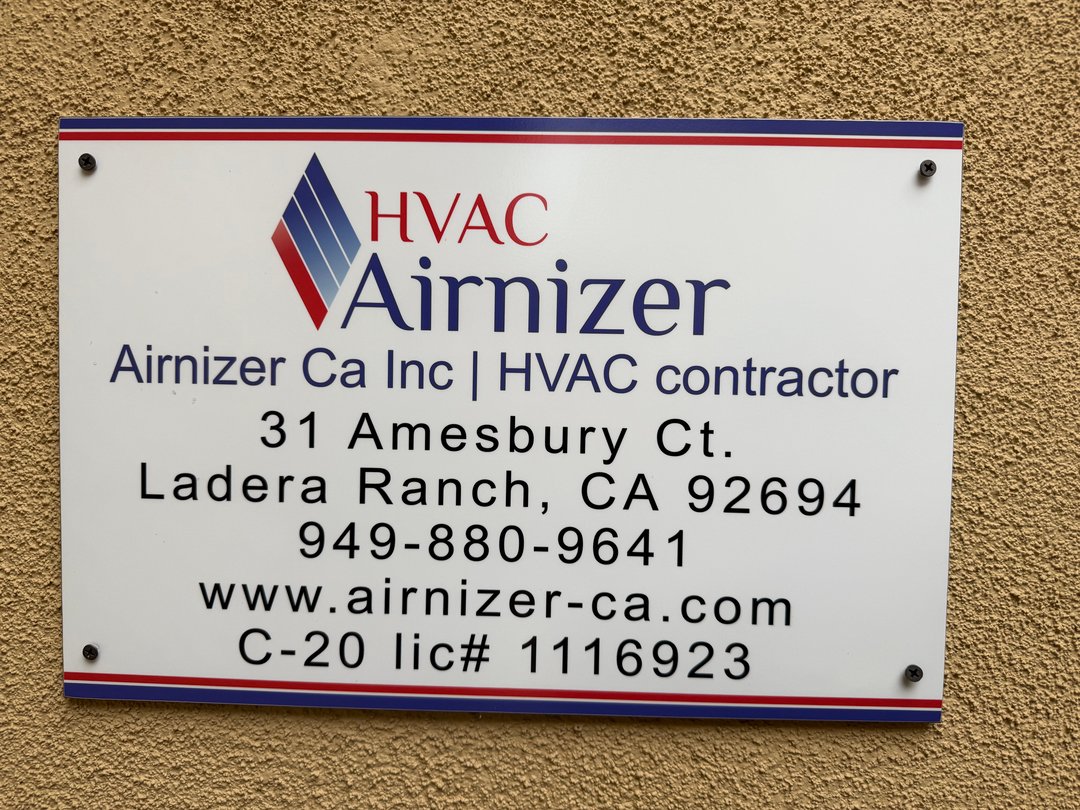 HVAC
Airnizer
Airnizer Ca Inc | HVAC contractor
31 Amesbury Ct.
Ladera Ranch, CA 92694
949-880-9641
www.airnizer-ca.com
C-20 lic# 1116923